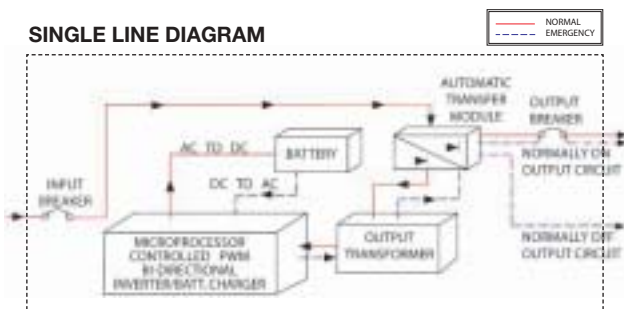 SINGLE LINE DIAGRAM
NORMAL
EMERGENCY
AUTOMATIC
TRANSFER
MODULE
OUTPUT
BREAKER
AC TO DC
BATTERY
NORMALLY ON
OUTPUT CIRCUIT
DC TO AC
INPUT
BREAKER
MICROPROCESSOR
CONTROLLED PWM
BI-DIRECTIONAL
INVERTER/BATT. CHARGER
OUTPUT
TRANSFORMER
NORMALLY OFF
OUTPUT CIRCUIT